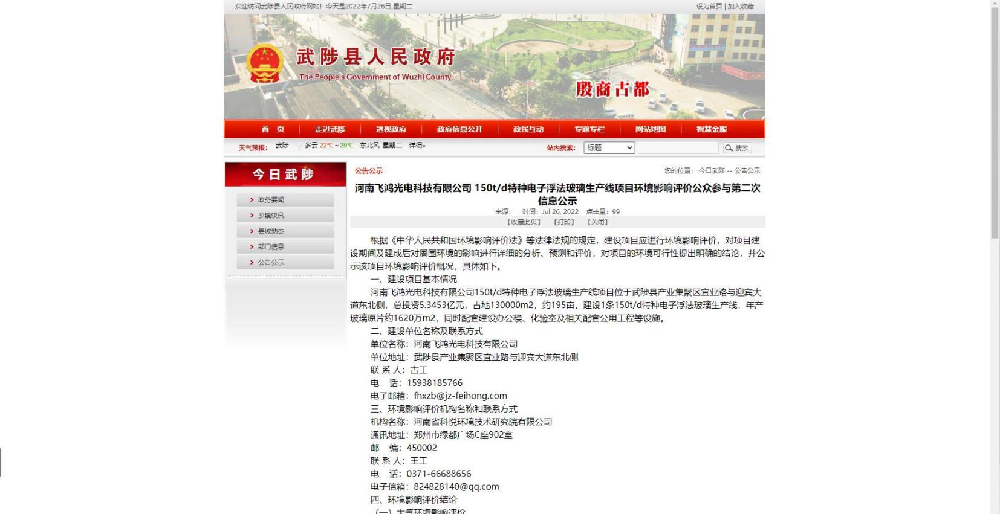 欢迎访问武陟县人民政府网站！今天是2022年7月26日 星期二
设为首页 | 加入收藏
武陟县人民政府
The People's Government of Wuzhi County
殷商古都
首 页 走进武陟 透视政府 政府信息公开 政民互动 专题专栏 网站地图 智慧金服
天气预报： 武陟 多云 22℃ ~ 29℃ 东北风 星期二 详细»
站内搜索： 标题 搜索
今日武陟
政务要闻
乡镇快讯
县域动态
部门信息
公告公示
公告公示
您的位置： 今日武陟 -- 公告公示
河南飞鸿光电科技有限公司 150t/d特种电子浮法玻璃生产线项目环境影响评价公众参与第二次
信息公示
来源： 时间：Jul 26, 2022 点击量：99
【收藏此页】 【打印】 【关闭】
根据《中华人民共和国环境影响评价法》等法律法规的规定，建设项目应进行环境影响评价，对项目建
设期间及建成后对周围环境的影响进行详细的分析、预测和评价，对项目的环境可行性提出明确的结论，并公
示该项目环境影响评价概况，具体如下。
一、建设项目基本情况
河南飞鸿光电科技有限公司150t/d特种电子浮法玻璃生产线项目位于武陟县产业集聚区宜业路与迎宾大
道东北侧，总投资5.3453亿元，占地130000m2，约195亩，建设1条150t/d特种电子浮法玻璃生产线，年产
玻璃原片约1620万m2，同时配套建设办公楼、化验室及相关配套公用工程等设施。
二、建设单位名称及联系方式
单位名称：河南飞鸿光电科技有限公司
单位地址：武陟县产业集聚区宜业路与迎宾大道东北侧
联 系 人：古工
电 话：15938185766
电子邮箱：fhxzb@jz-feihong.com
三、环境影响评价机构名称和联系方式
机构名称：河南省科悦环境技术研究院有限公司
通讯地址：郑州市绿都广场C座902室
邮 编：450002
联 系 人：王工
电 话：0371-66688656
电子信箱：824828140@qq.com
四、环境影响评价结论
（一）大气环境影响评价